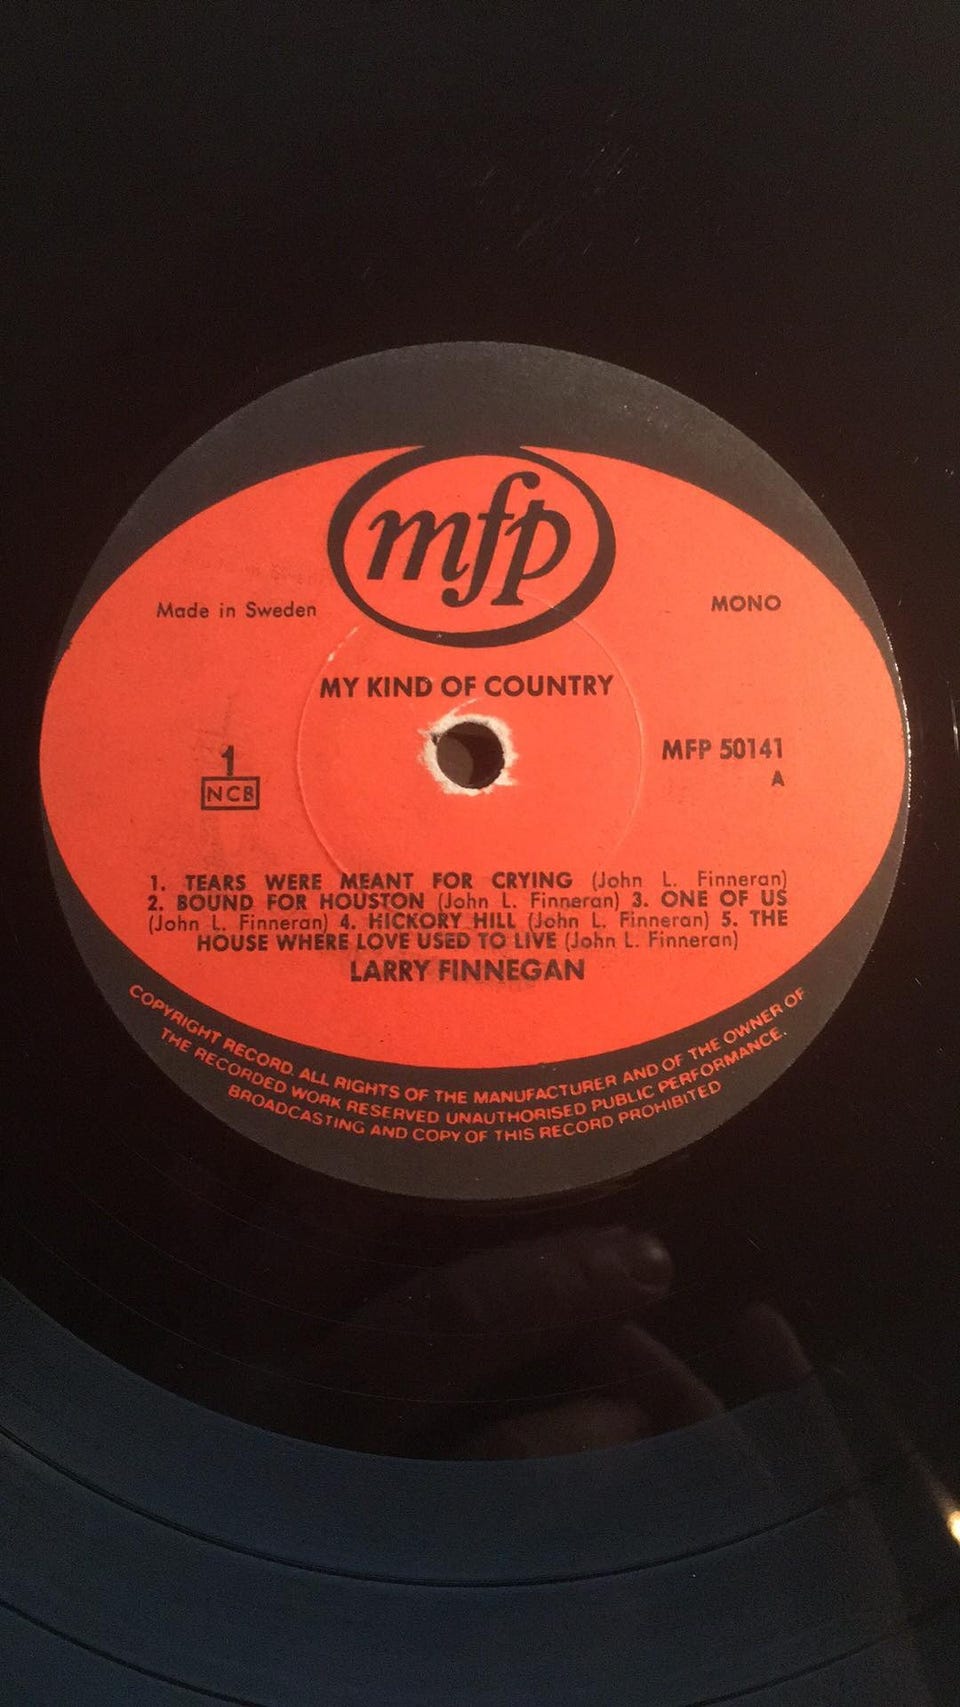 mfp
Made in Sweden
MONO
MY KIND OF COUNTRY
1
NCB
MFP 50141
A
1. TEARS WERE MEANT FOR CRYING (John L. Finneran)
2. BOUND FOR HOUSTON (John L. Finneran) 3. ONE OF US
(John L. Finneran) 4. HICKORY HILL (John L. Finneran) 5. THE
HOUSE WHERE LOVE USED TO LIVE (John L. Finneran)
LARRY FINNEGAN
COPYRIGHT RECORD. ALL RIGHTS OF THE MANUFACTURER AND OF THE OWNER OF
THE RECORDED WORK RESERVED UNAUTHORISED PUBLIC PERFORMANCE.
BROADCASTING AND COPY OF THIS RECORD PROHIBITED